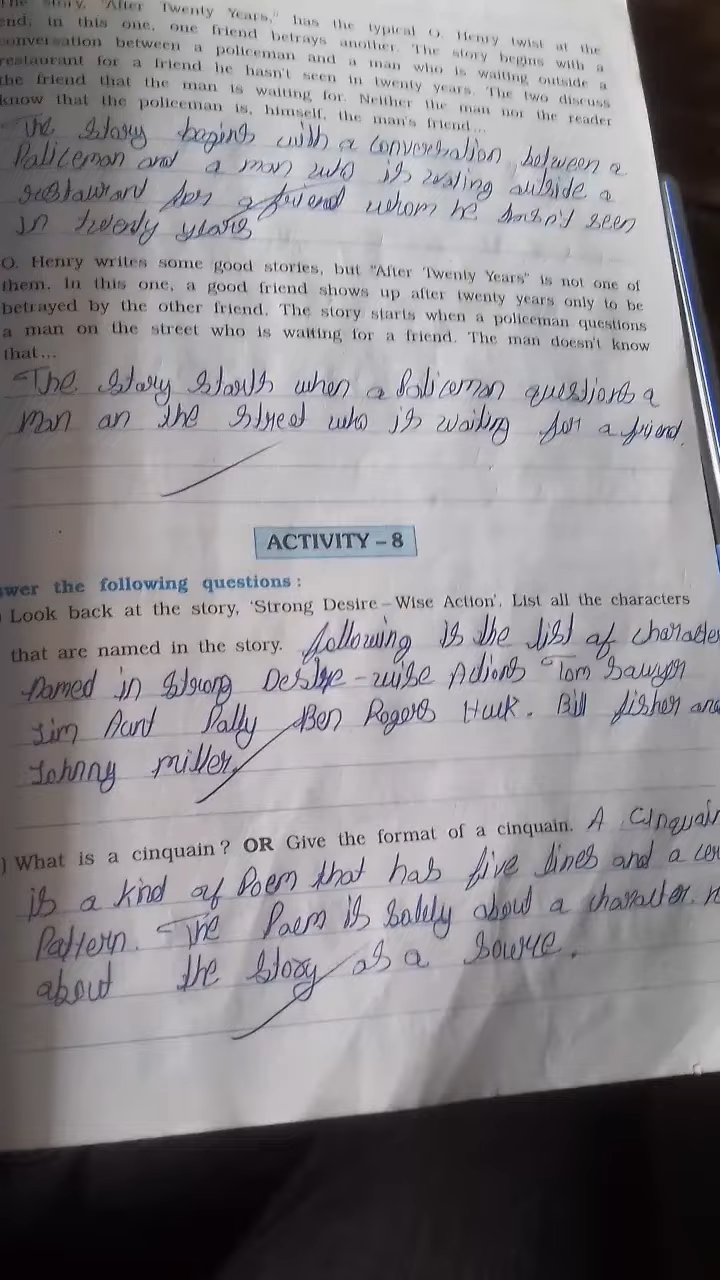 The story, "After Twenty Years," has the typical O. Henry twist at the
end; in this one, one friend betrays another. The story begins with a
conversation between a policeman and a man who is waiting outside a
restaurant for a friend he hasn't seen in twenty years. The two discuss
the friend that the man is waiting for. Neither the man nor the reader
know that the policeman is, himself, the man's friend...
The story begins with a conversation between a
Policeman and a man who is waiting outside a
restaurant for a friend whom he hasn't seen
in twenty years
O. Henry writes some good stories, but "After Twenty Years" is not one of
them. In this one, a good friend shows up after twenty years only to be
betrayed by the other friend. The story starts when a policeman questions
a man on the street who is waiting for a friend. The man doesn't know
that...
The story starts when a Policeman questions a
man on the street who is waiting for a friend.
ACTIVITY – 8
swer the following questions :
) Look back at the story, 'Strong Desire – Wise Action'. List all the characters
that are named in the story. following is the list of character
named in strong Desire - wise Actions Tom Sawyer
Jim Aunt Pally Ben Rogers Huck. Bill fisher and
Johnny miller.
) What is a cinquain? OR Give the format of a cinquain. A Cinquain
is a kind of Poem that has five lines and a cer
Pattern. The Poem is solely about a character. n
about the story as a